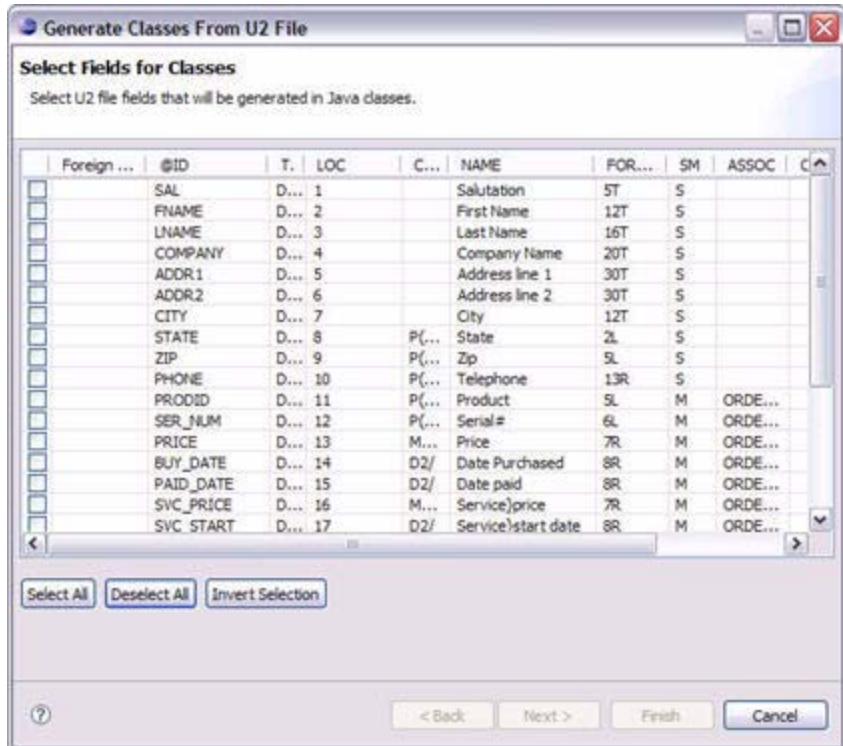 Generate Classes From U2 File
Select Fields for Classes
Select U2 file fields that will be generated in Java classes.
Foreign ... @ID T. LOC C... NAME FOR... SM ASSOC C
SAL D... 1 Salutation 5T S
FNAME D... 2 First Name 12T S
LNAME D... 3 Last Name 16T S
COMPANY D... 4 Company Name 20T S
ADDR1 D... 5 Address line 1 30T S
ADDR2 D... 6 Address line 2 30T S
CITY D... 7 City 12T S
STATE D... 8 P(... State 2L S
ZIP D... 9 P(... Zip 5L S
PHONE D... 10 P(... Telephone 13R S
PRODID D... 11 P(... Product 5L M ORDE...
SER_NUM D... 12 P(... Serial# 6L M ORDE...
PRICE D... 13 M... Price 7R M ORDE...
BUY_DATE D... 14 D2/ Date Purchased 8R M ORDE...
PAID_DATE D... 15 D2/ Date paid 8R M ORDE...
SVC_PRICE D... 16 M... Service}price 7R M ORDE...
SVC_START D... 17 D2/ Service}start date 8R M ORDE...
Select All Deselect All Invert Selection
? < Back Next > Finish Cancel